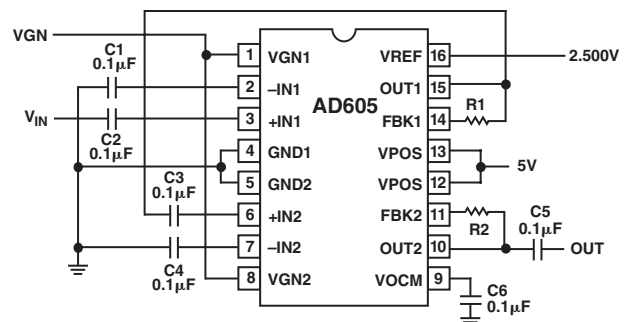 VGN
C1
0.1µF
VIN
C2
0.1µF
C3
0.1µF
C4
0.1µF
AD605
1 VGN1
2 –IN1
3 +IN1
4 GND1
5 GND2
6 +IN2
7 –IN2
8 VGN2
VREF 16
OUT1 15
FBK1 14
VPOS 13
VPOS 12
FBK2 11
OUT2 10
VOCM 9
2.500V
R1
5V
R2
C5
0.1µF
OUT
C6
0.1µF